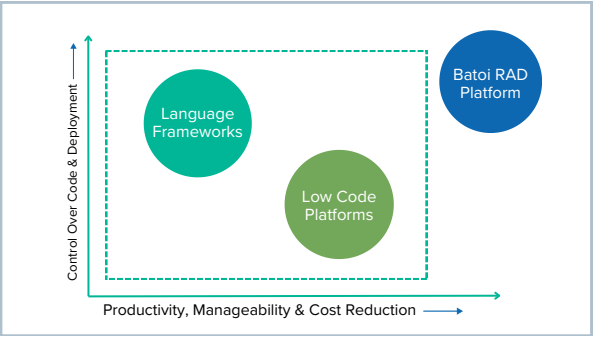 Control Over Code & Deployment
Language
Frameworks
Low Code
Platforms
Batoi RAD
Platform
Productivity, Manageability & Cost Reduction